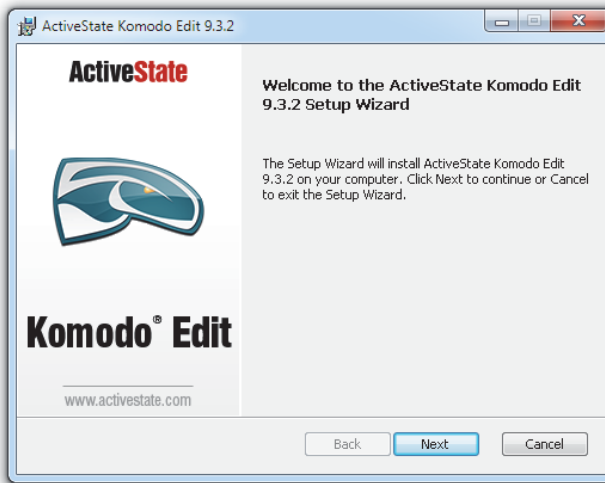 ActiveState Komodo Edit 9.3.2
ActiveState
Welcome to the ActiveState Komodo Edit
9.3.2 Setup Wizard
The Setup Wizard will install ActiveState Komodo Edit
9.3.2 on your computer. Click Next to continue or Cancel
to exit the Setup Wizard.
Komodo® Edit
www.activestate.com
Back
Next
Cancel